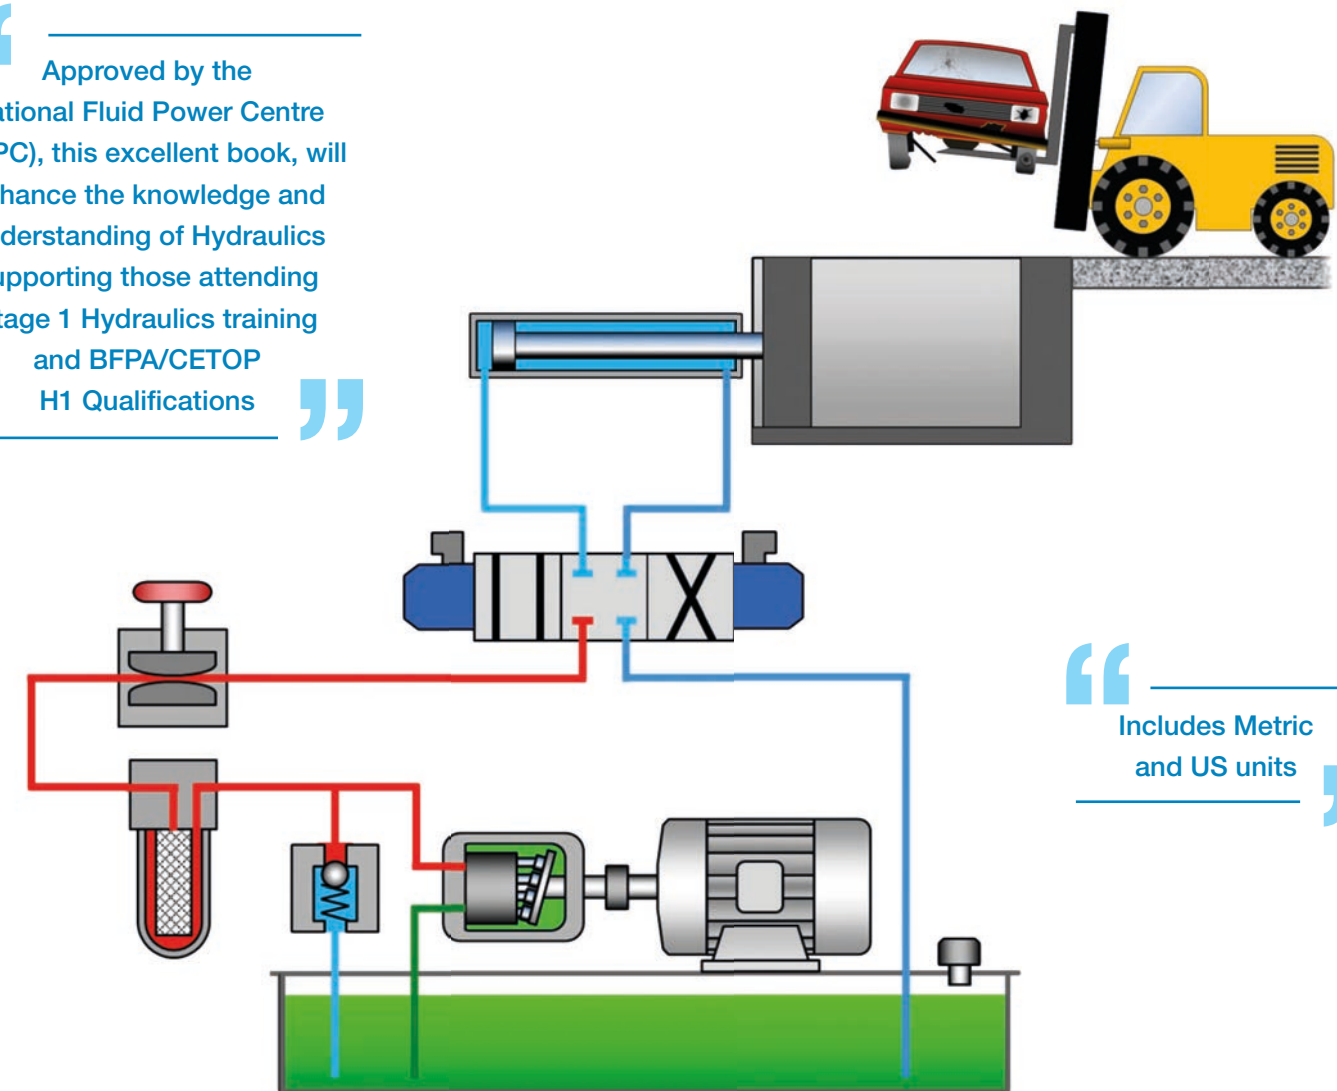 Approved by the
ational Fluid Power Centre
PC), this excellent book, will
hance the knowledge and
derstanding of Hydraulics
upporting those attending
tage 1 Hydraulics training
and BFPA/CETOP
H1 Qualifications
Includes Metric
and US units